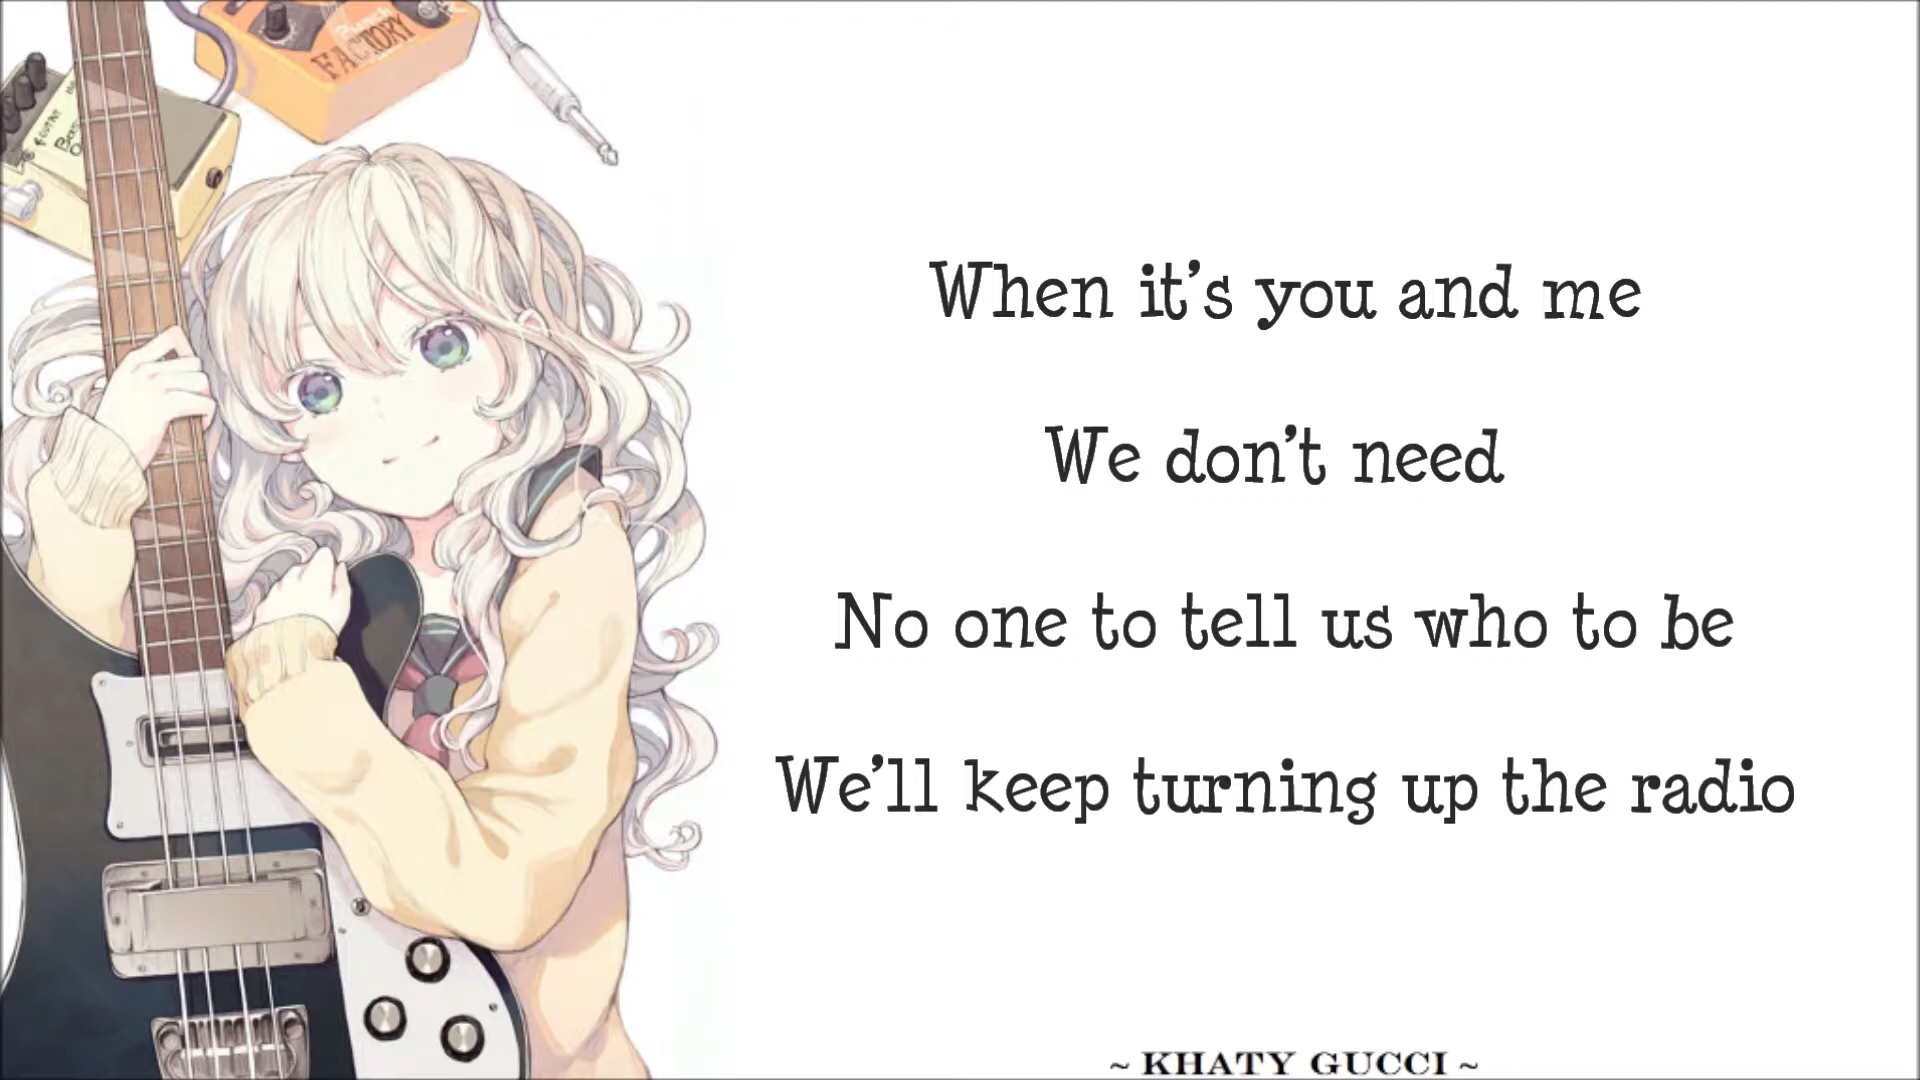 FACTORY
When it's you and me
We don't need
No one to tell us who to be
We'll keep turning up the radio
~ KHATY GUCCI ~